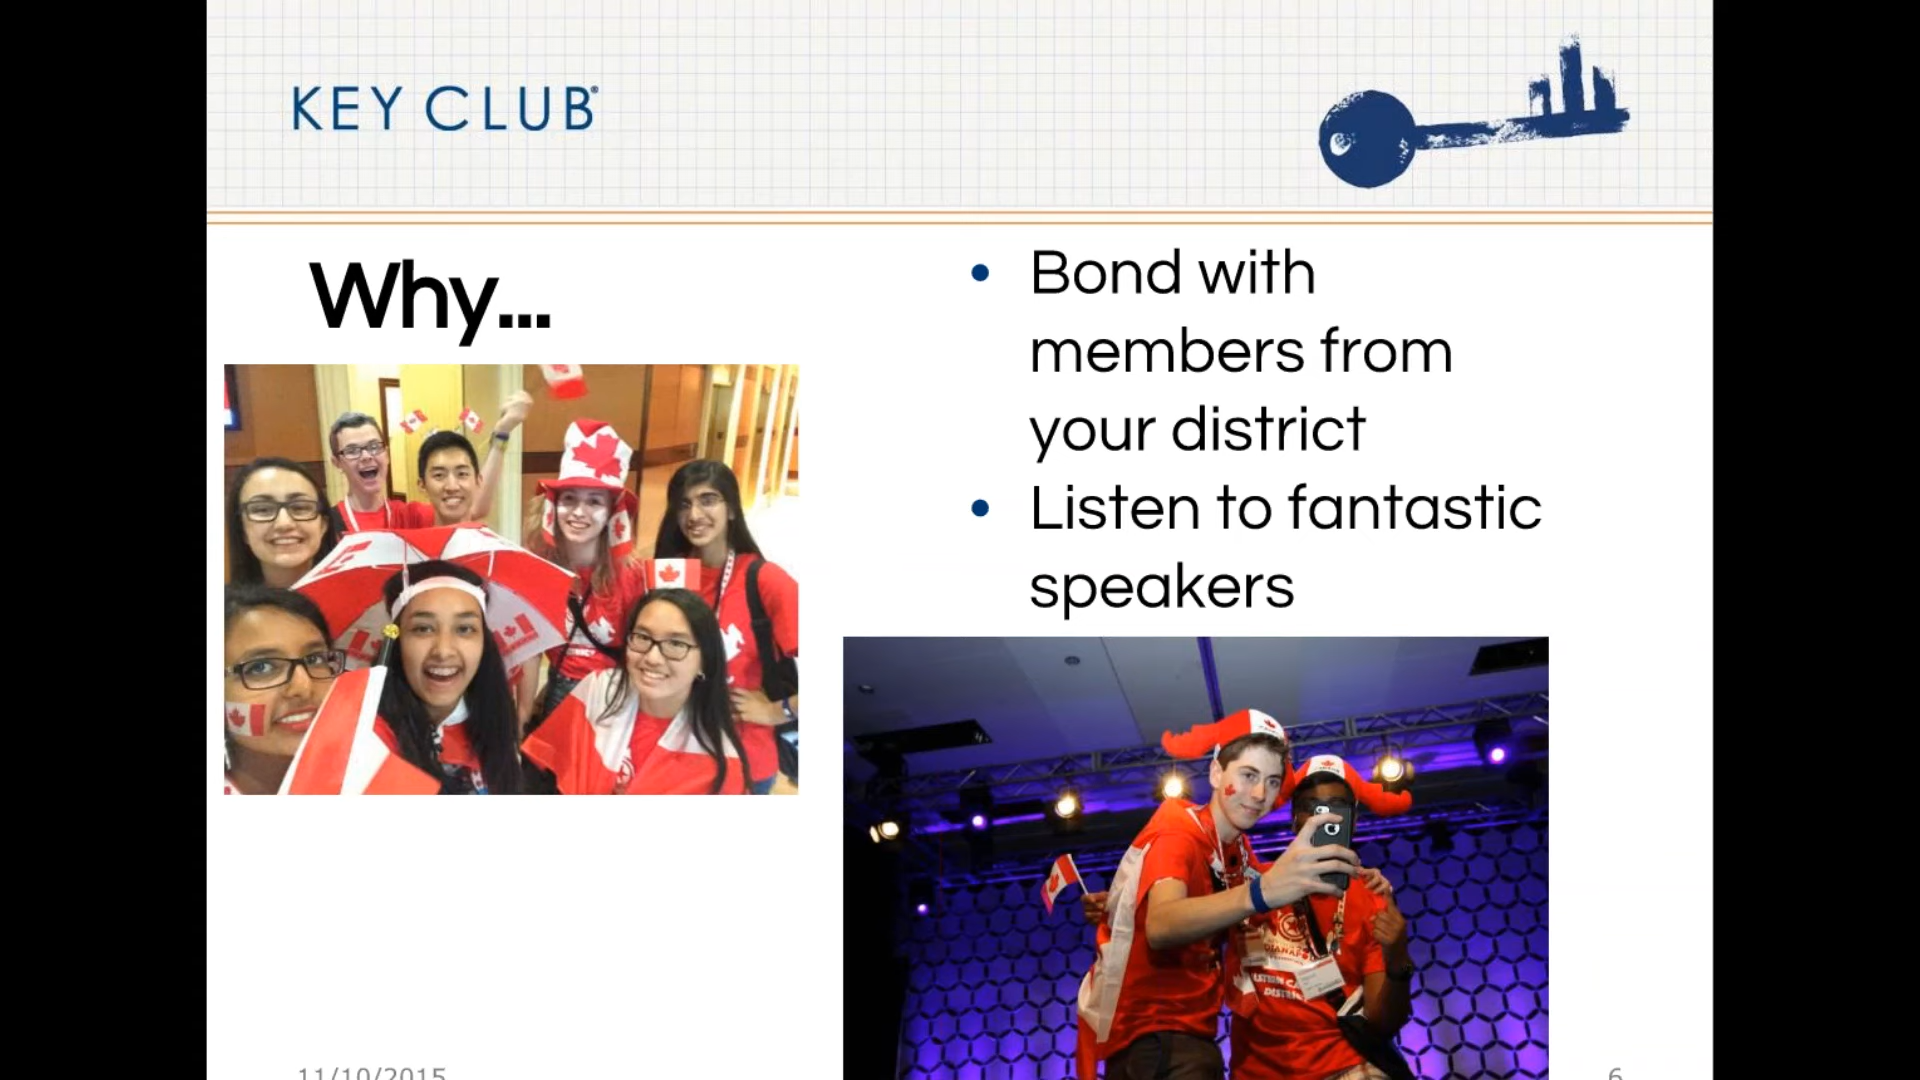 KEY CLUB®
Why...
Bond with
members from
your district
Listen to fantastic
speakers
11/10/2015
6